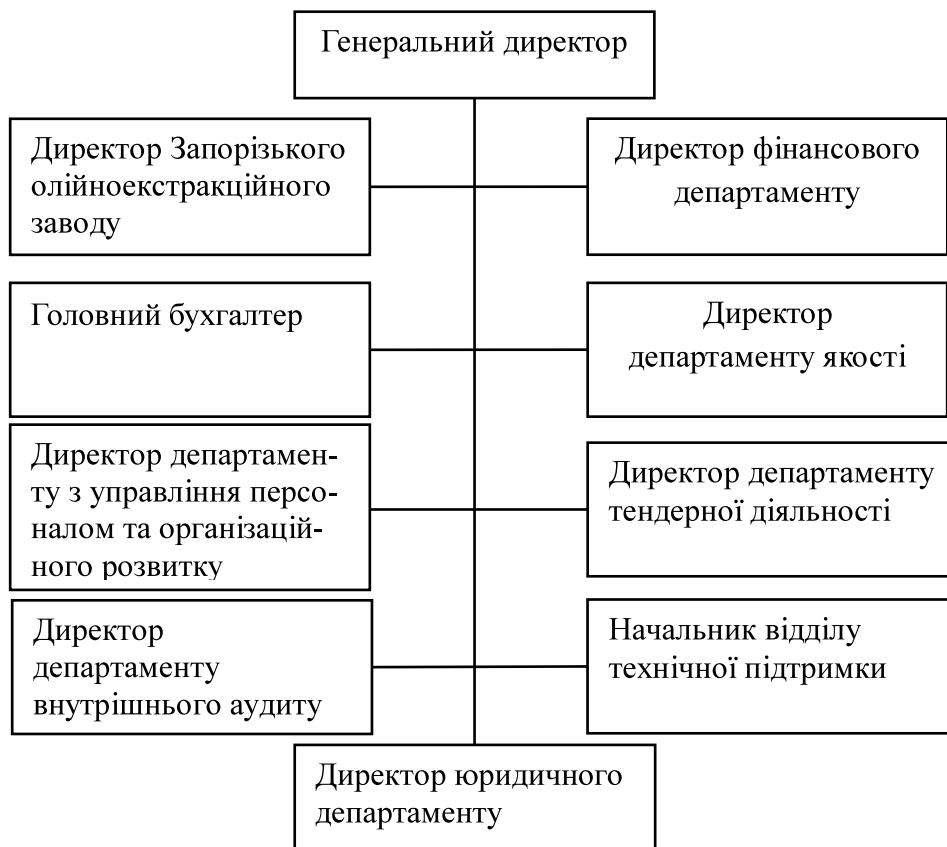 Генеральний директор
Директор Запорізького
олійноекстракційного
заводу
Директор фінансового
департаменту
Головний бухгалтер
Директор
департаменту якості
Директор департамен-
ту з управління персо-
налом та організацій-
ного розвитку
Директор департаменту
тендерної діяльності
Директор
департаменту
внутрішнього аудиту
Начальник відділу
технічної підтримки
Директор юридичного
департаменту